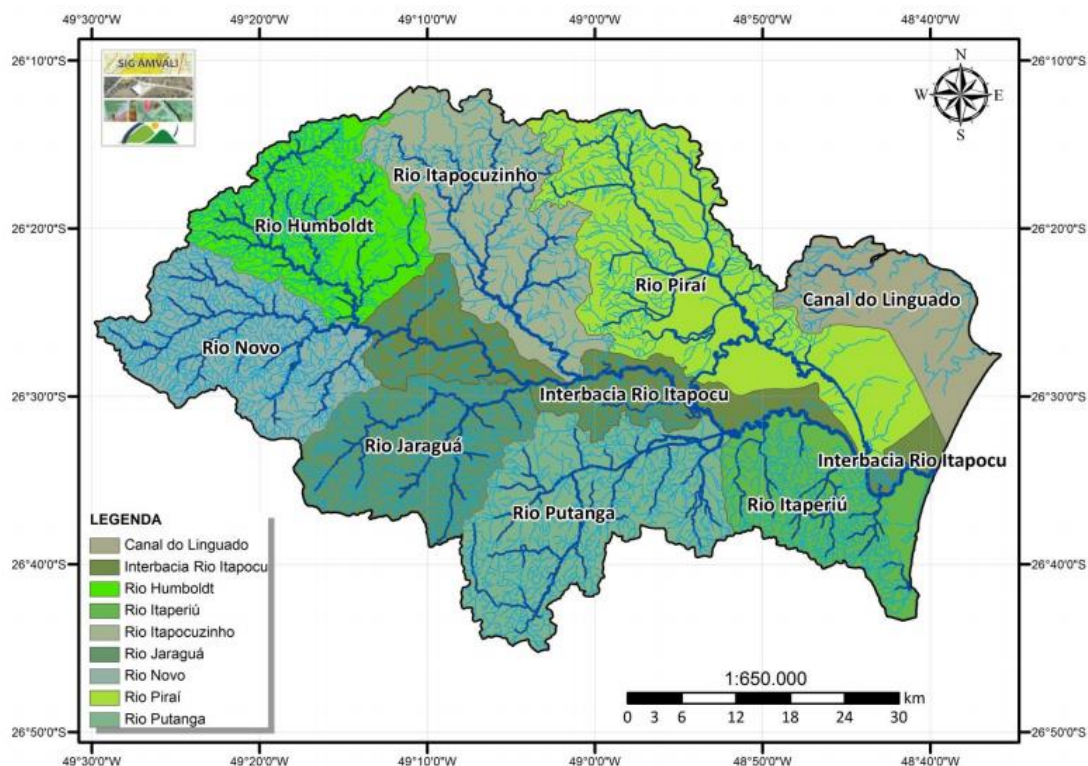 49°30'0"W 49°20'0"W 49°10'0"W 49°0'0"W 48°50'0"W 48°40'0"W
26°10'0"S 26°10'0"S
SIG AMVALI
N
W E
S
Rio Itapocuzinho
Rio Humboldt
26°20'0"S 26°20'0"S
Rio Piraí
Canal do Linguado
Rio Novo
26°30'0"S 26°30'0"S
Interbacia Rio Itapocu
Rio Jaraguá
Interbacia Rio Itapocu
Rio Itaperiú
Rio Putanga
LEGENDA
Canal do Linguado
Interbacia Rio Itapocu
Rio Humboldt
Rio Itaperiú
Rio Itapocuzinho
Rio Jaraguá
Rio Novo
Rio Piraí
Rio Putanga
26°40'0"S 26°40'0"S
1:650.000
km
0 3 6 12 18 24 30
26°50'0"S 26°50'0"S
49°30'0"W 49°20'0"W 49°10'0"W 49°0'0"W 48°50'0"W 48°40'0"W